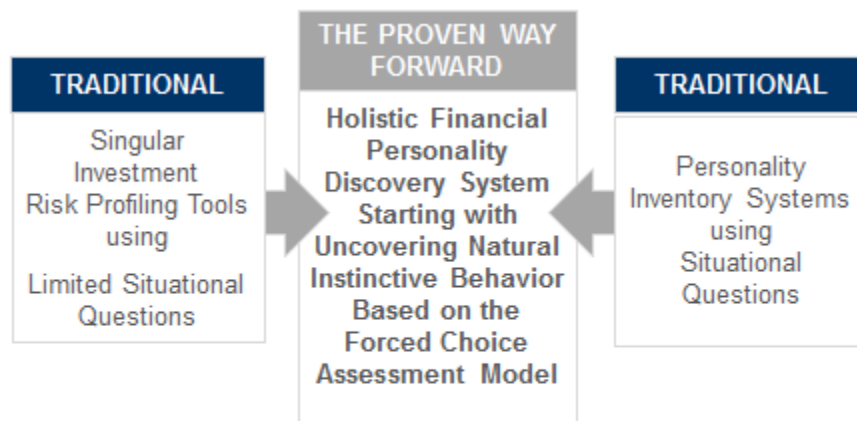 TRADITIONAL
Singular
Investment
Risk Profiling Tools
using
Limited Situational
Questions
THE PROVEN WAY
FORWARD
Holistic Financial
Personality
Discovery System
Starting with
Uncovering Natural
Instinctive Behavior
Based on the
Forced Choice
Assessment Model
TRADITIONAL
Personality
Inventory Systems
using
Situational
Questions